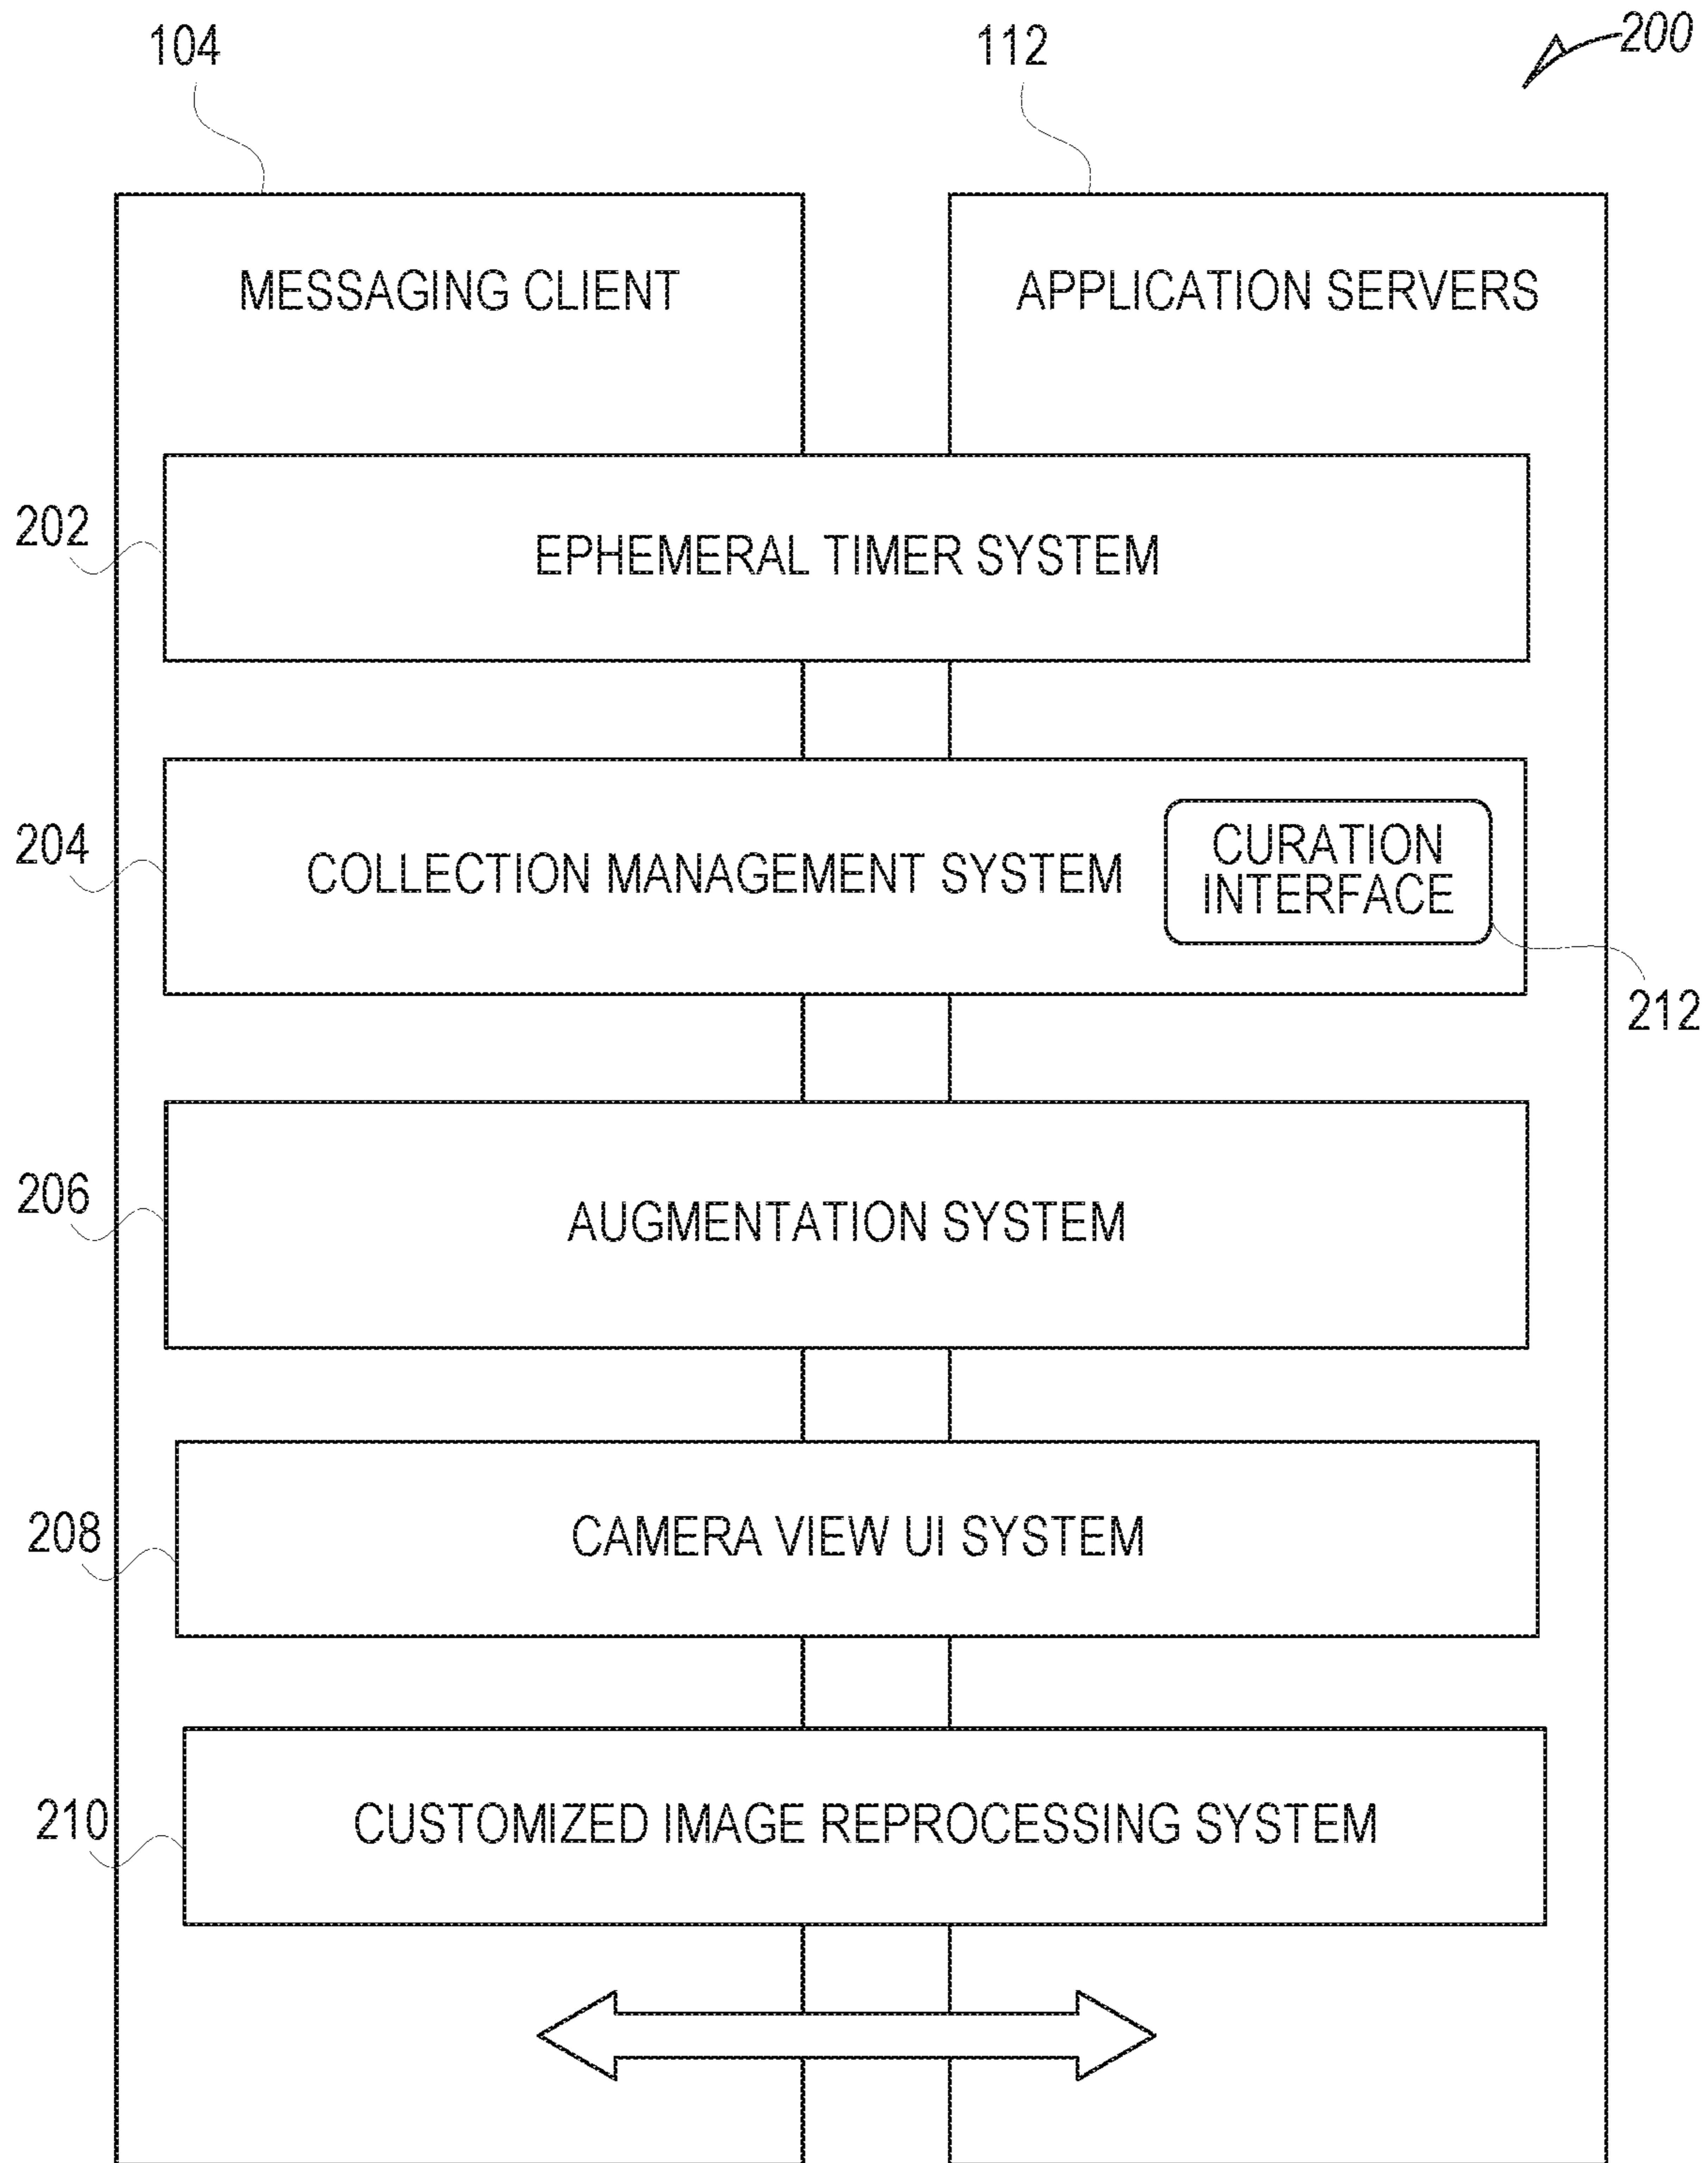 104
112
200
MESSAGING CLIENT
APPLICATION SERVERS
202
EPHEMERAL TIMER SYSTEM
204
COLLECTION MANAGEMENT SYSTEM
CURATION
INTERFACE
212
206
AUGMENTATION SYSTEM
208
CAMERA VIEW UI SYSTEM
210
CUSTOMIZED IMAGE REPROCESSING SYSTEM